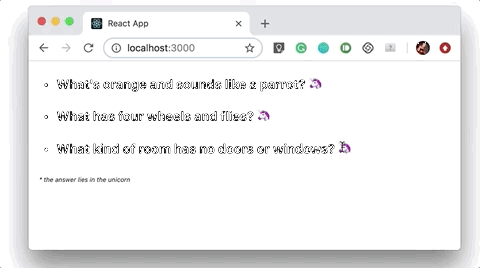 React App
localhost:3000
What's orange and sounds like a parrot? 🦄
What has four wheels and flies? 🦄
What kind of room has no doors or windows? 🦄
* the answer lies in the unicorn